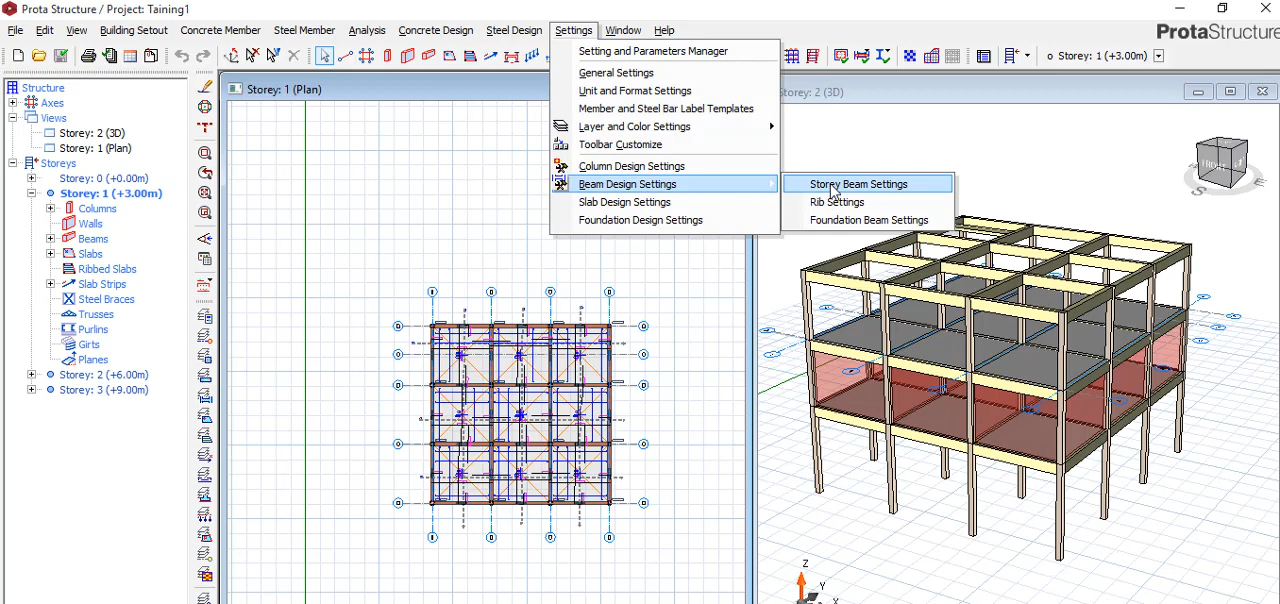 Prota Structure / Project: Taining1
File Edit View Building Setout Concrete Member Steel Member Analysis Concrete Design Steel Design Settings Window Help
ProtaStructure
Storey: 1 (+3.00m)
Structure
Axes
Views
Storey: 2 (3D)
Storey: 1 (Plan)
Storeys
Storey: 0 (+0.00m)
Storey: 1 (+3.00m)
Columns
Walls
Beams
Slabs
Ribbed Slabs
Slab Strips
Steel Braces
Trusses
Purlins
Girts
Planes
Storey: 2 (+6.00m)
Storey: 3 (+9.00m)
Storey: 1 (Plan)
Setting and Parameters Manager
General Settings
Unit and Format Settings
Member and Steel Bar Label Templates
Layer and Color Settings
Toolbar Customize
Column Design Settings
Beam Design Settings
Slab Design Settings
Foundation Design Settings
Storey Beam Settings
Rib Settings
Foundation Beam Settings
Storey: 2 (3D)
FRONT
S
Z
Y
X